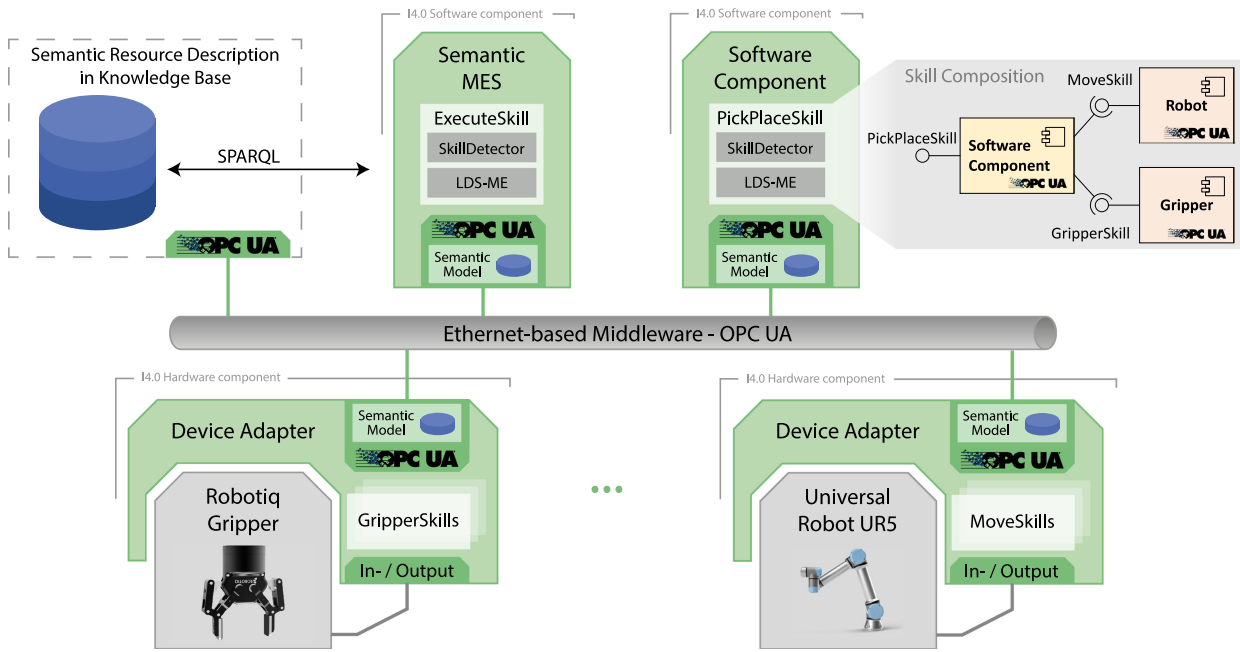 I4.0 Software component
I4.0 Software component
Semantic Resource Description
in Knowledge Base
SPARQL
OPC UA
Semantic
MES
ExecuteSkill
SkillDetector
LDS-ME
OPC UA
Semantic
Model
Software
Component
PickPlaceSkill
SkillDetector
LDS-ME
OPC UA
Semantic
Model
Skill Composition
MoveSkill
Robot
OPC UA
PickPlaceSkill
Software
Component
OPC UA
Gripper
OPC UA
GripperSkill
Ethernet-based Middleware - OPC UA
I4.0 Hardware component
Device Adapter
Semantic
Model
OPC UA
Robotiq
Gripper
GripperSkills
In- / Output
ROBOTIQ
I4.0 Hardware component
Device Adapter
Semantic
Model
OPC UA
Universal
Robot UR5
MoveSkills
In- / Output